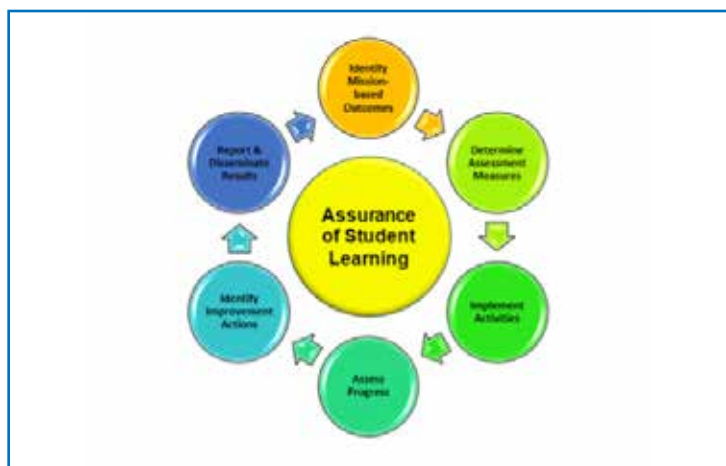 Identify
Mission-
based
Outcomes
Determine
Assessment
Measures
Implement
Activities
Assess
Progress
Identify
Improvement
Actions
Report &
Disseminate
Results
Assurance
of Student
Learning